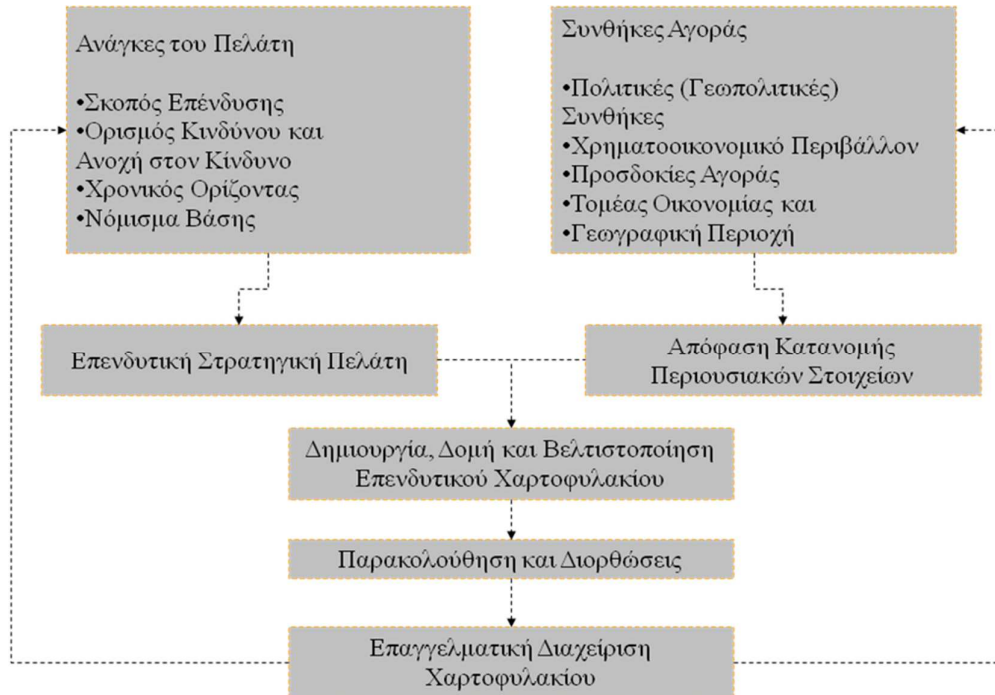 Ανάγκες του Πελάτη
•Σκοπός Επένδυσης
•Ορισμός Κινδύνου και
Ανοχή στον Κίνδυνο
•Χρονικός Ορίζοντας
•Νόμισμα Βάσης
Συνθήκες Αγοράς
•Πολιτικές (Γεωπολιτικές)
Συνθήκες
•Χρηματοοικονομικό Περιβάλλον
•Προσδοκίες Αγοράς
•Τομέας Οικονομίας και
•Γεωγραφική Περιοχή
Επενδυτική Στρατηγική Πελάτη
Απόφαση Κατανομής
Περιουσιακών Στοιχείων
Δημιουργία, Δομή και Βελτιστοποίηση
Επενδυτικού Χαρτοφυλακίου
Παρακολούθηση και Διορθώσεις
Επαγγελματική Διαχείριση
Χαρτοφυλακίου